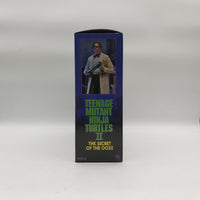 TEENAGE
MUTANT
NINJA
TURTLES
II
THE SECRET
OF THE OOZE